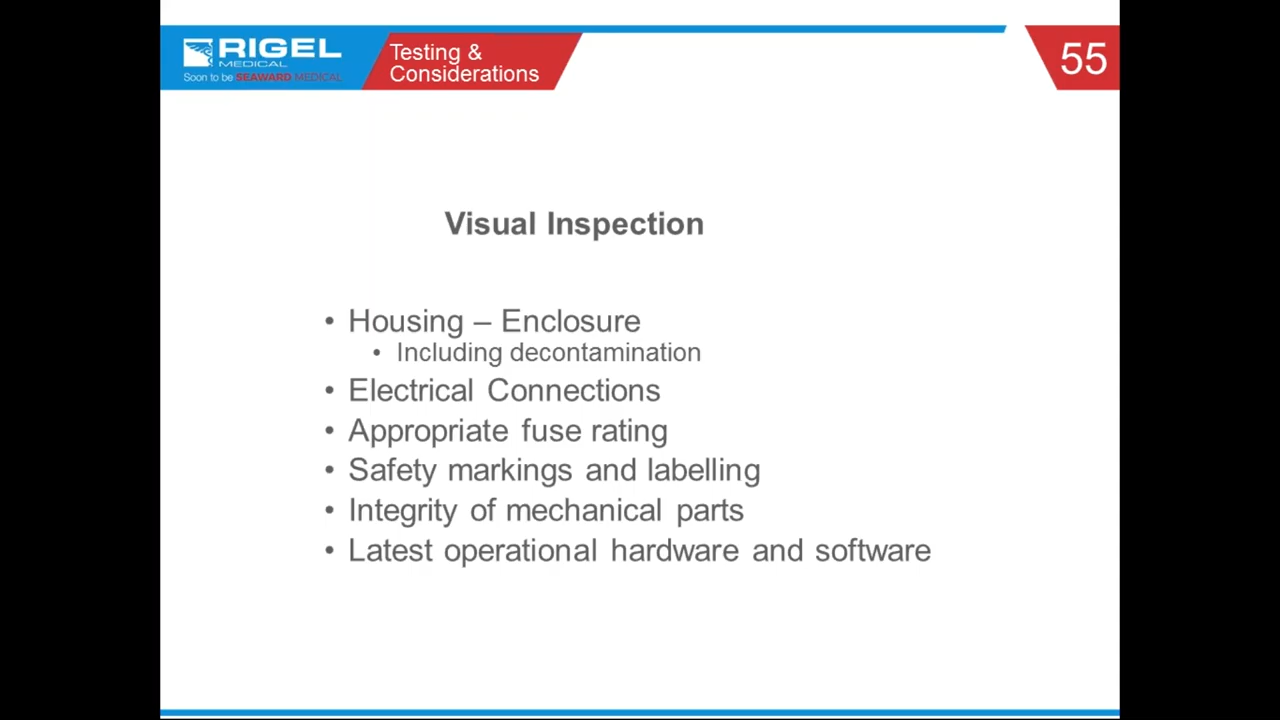 RIGEL
MEDICAL
Soon to be SEAWARD MEDICAL
Testing &
Considerations
55
Visual Inspection
• Housing – Enclosure
• Including decontamination
• Electrical Connections
• Appropriate fuse rating
• Safety markings and labelling
• Integrity of mechanical parts
• Latest operational hardware and software